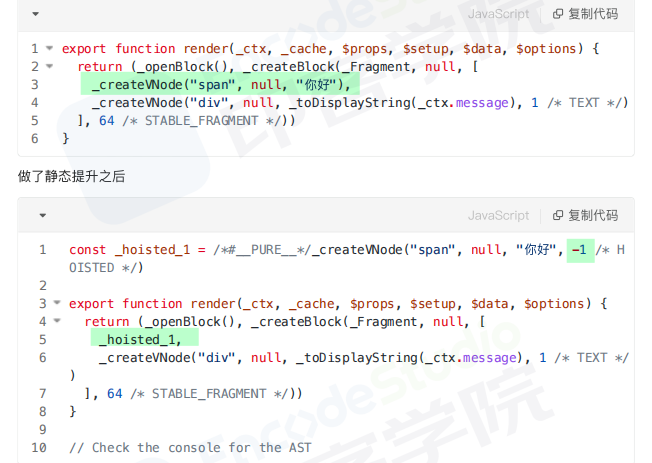 JavaScript 复制代码
1 export function render(_ctx, _cache, $props, $setup, $data, $options) {
2 return (_openBlock(), _createBlock(_Fragment, null, [
3 _createVNode("span", null, "你好"),
4 _createVNode("div", null, _toDisplayString(_ctx.message), 1 /* TEXT */)
5 ], 64 /* STABLE_FRAGMENT */))
6 }
做了静态提升之后
JavaScript 复制代码
1 const _hoisted_1 = /*#__PURE__*/_createVNode("span", null, "你好", -1 /* H
OISTED */)
2
3 export function render(_ctx, _cache, $props, $setup, $data, $options) {
4 return (_openBlock(), _createBlock(_Fragment, null, [
5 _hoisted_1,
6 _createVNode("div", null, _toDisplayString(_ctx.message), 1 /* TEXT */
)
7 ], 64 /* STABLE_FRAGMENT */))
8 }
9
10 // Check the console for the AST